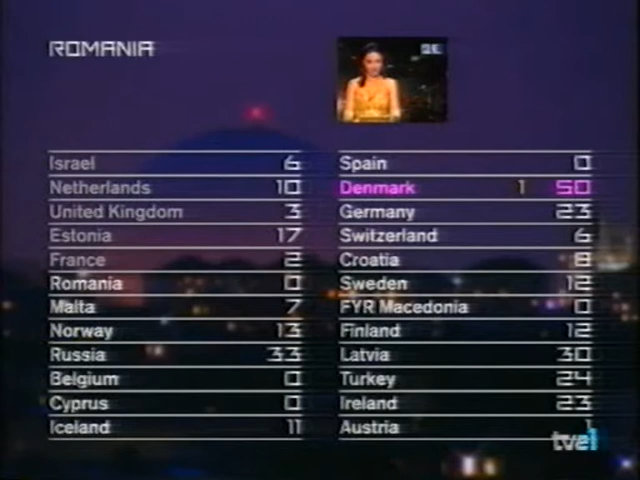 ROMANIA
Israel 6
Netherlands 10
United Kingdom 3
Estonia 17
France 2
Romania 0
Malta 7
Norway 13
Russia 33
Belgium 0
Cyprus 0
Iceland 11
Spain 0
Denmark 1 50
Germany 23
Switzerland 6
Croatia 8
Sweden 12
FYR Macedonia 0
Finland 12
Latvia 30
Turkey 24
Ireland 23
Austria 1
tve1